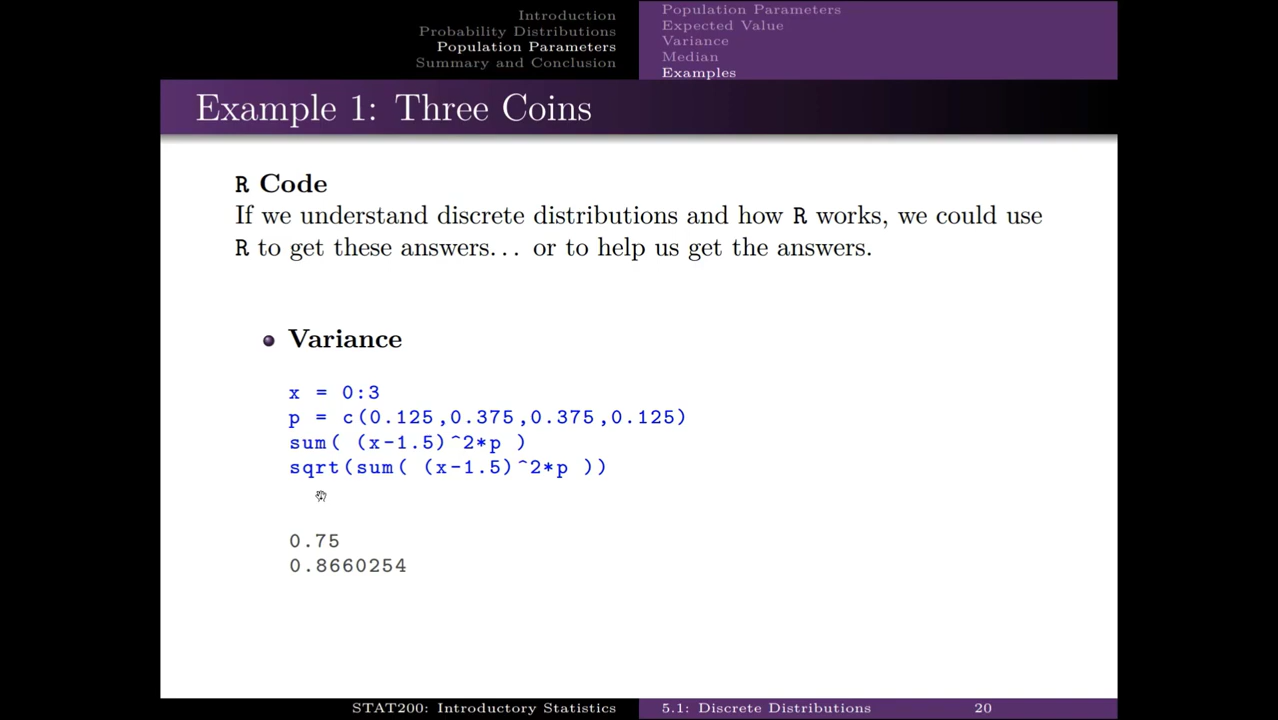 Introduction
Probability Distributions
Population Parameters
Summary and Conclusion
Population Parameters
Expected Value
Variance
Median
Examples
Example 1: Three Coins
R Code
If we understand discrete distributions and how R works, we could use
R to get these answers... or to help us get the answers.
Variance
x = 0:3
p = c(0.125,0.375,0.375,0.125)
sum( (x-1.5)^2*p )
sqrt(sum( (x-1.5)^2*p ))
0.75
0.8660254
STAT200: Introductory Statistics
5.1: Discrete Distributions
20